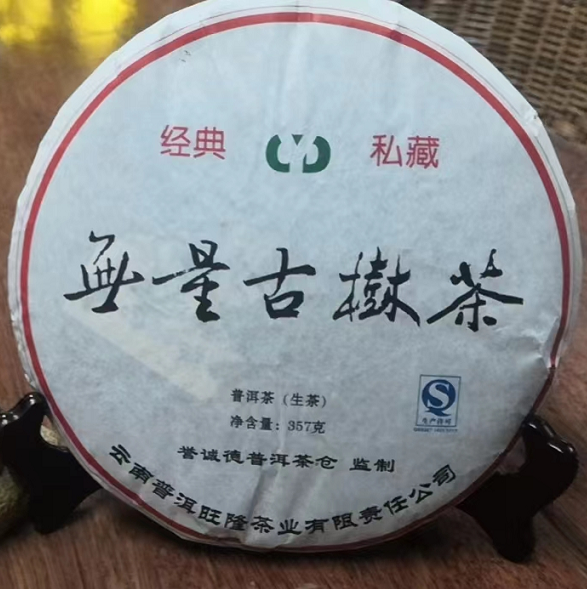 经典 私藏
無量古樹茶
普洱茶（生茶）
净含量：357克
誉诚德普洱茶仓 监制
云南普洱旺隆茶业有限责任公司